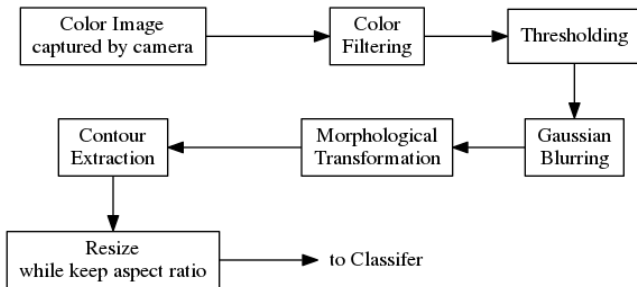 Color Image
captured by camera
Color
Filtering
Thresholding
Gaussian
Blurring
Morphological
Transformation
Contour
Extraction
Resize
while keep aspect ratio
to Classifer